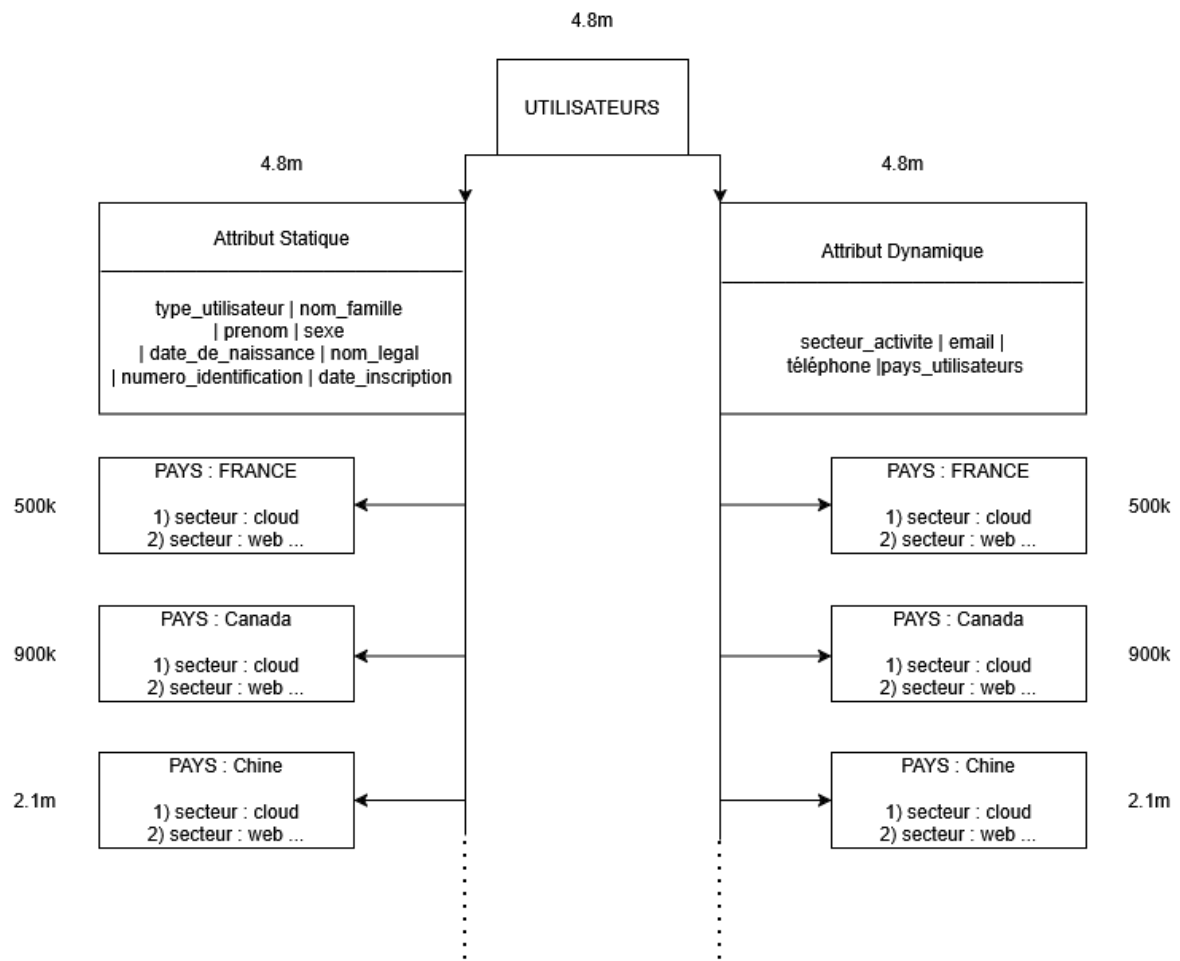 4.8m
UTILISATEURS
4.8m
4.8m
Attribut Statique
type_utilisateur | nom_famille
| prenom | sexe
| date_de_naissance | nom_legal
| numero_identification | date_inscription
Attribut Dynamique
secteur_activite | email |
téléphone |pays_utilisateurs
500k
PAYS : FRANCE
1) secteur : cloud
2) secteur : web ...
PAYS : FRANCE
1) secteur : cloud
2) secteur : web ...
500k
900k
PAYS : Canada
1) secteur : cloud
2) secteur : web ...
PAYS : Canada
1) secteur : cloud
2) secteur : web ...
900k
2.1m
PAYS : Chine
1) secteur : cloud
2) secteur : web ...
PAYS : Chine
1) secteur : cloud
2) secteur : web ...
2.1m